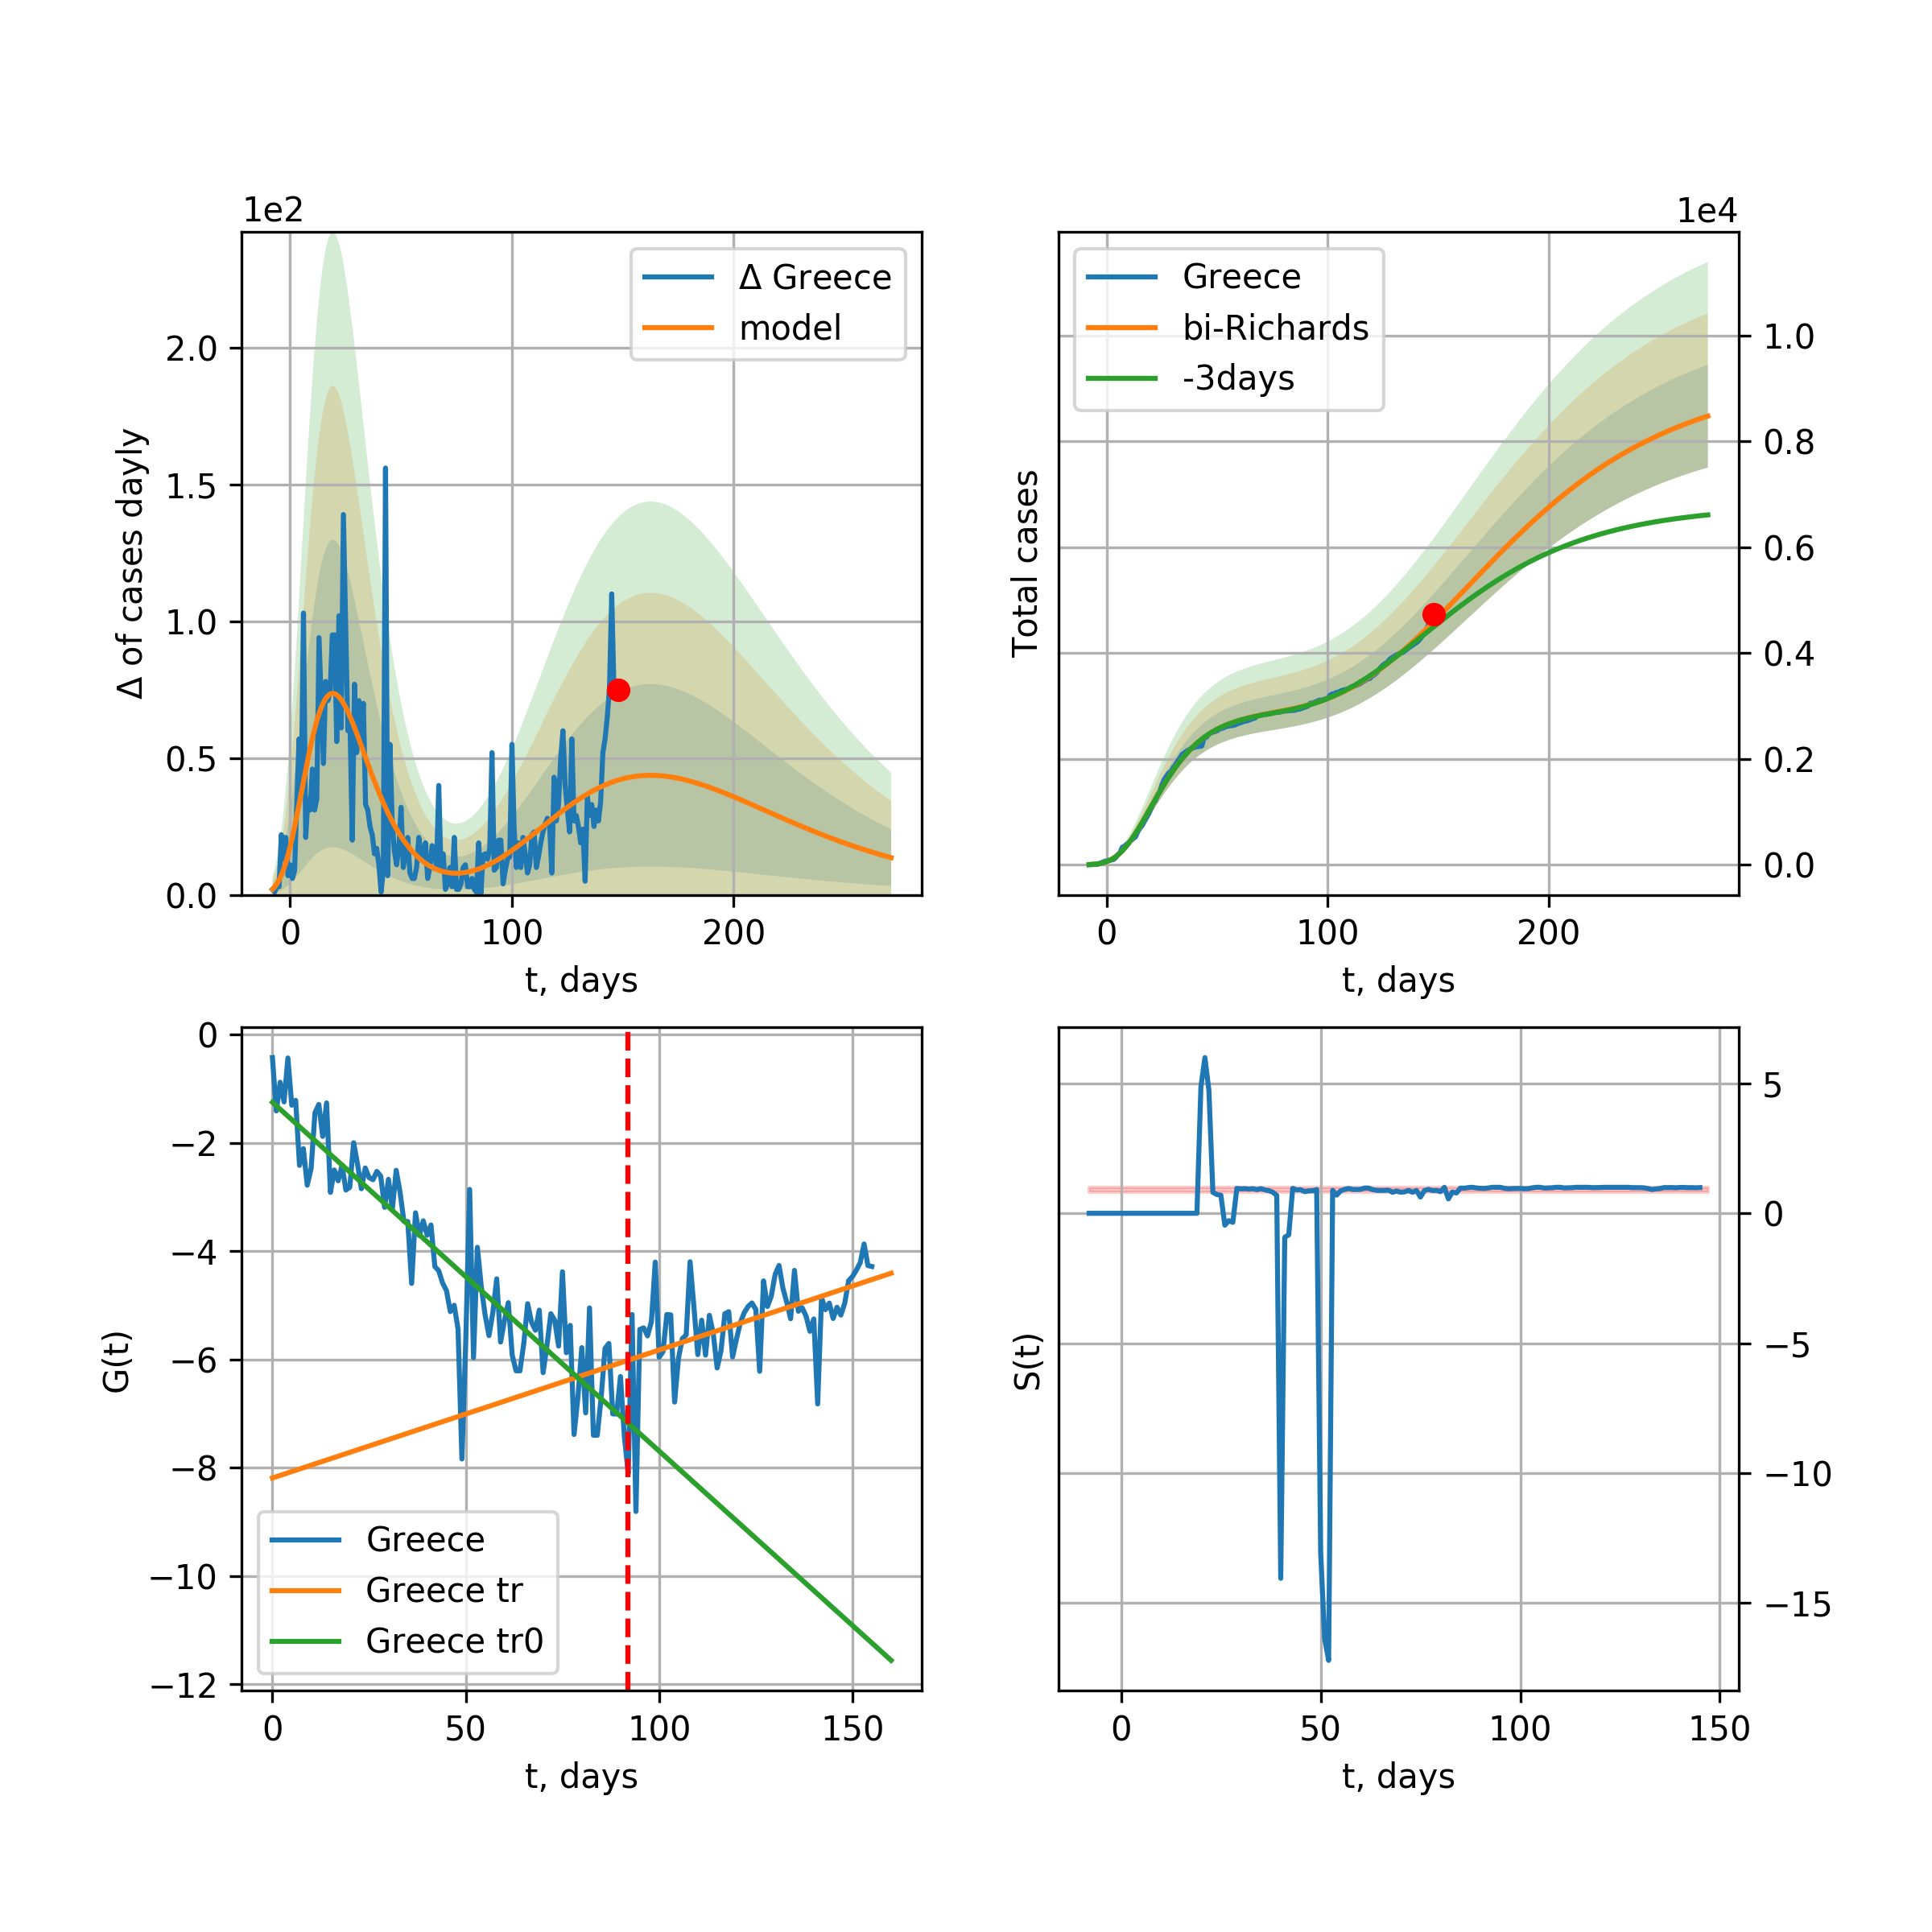 1e2
Δ Greece
model
2.0
1.5
1.0
0.5
0.0
Δ of cases dayly
0
100
200
t, days
1e4
Greece
bi-Richards
-3days
1.0
0.8
0.6
0.4
0.2
0.0
Total cases
0
100
200
t, days
0
−2
−4
−6
−8
−10
−12
G(t)
Greece
Greece tr
Greece tr0
0
50
100
150
t, days
5
0
−5
−10
−15
S(t)
0
50
100
150
t, days